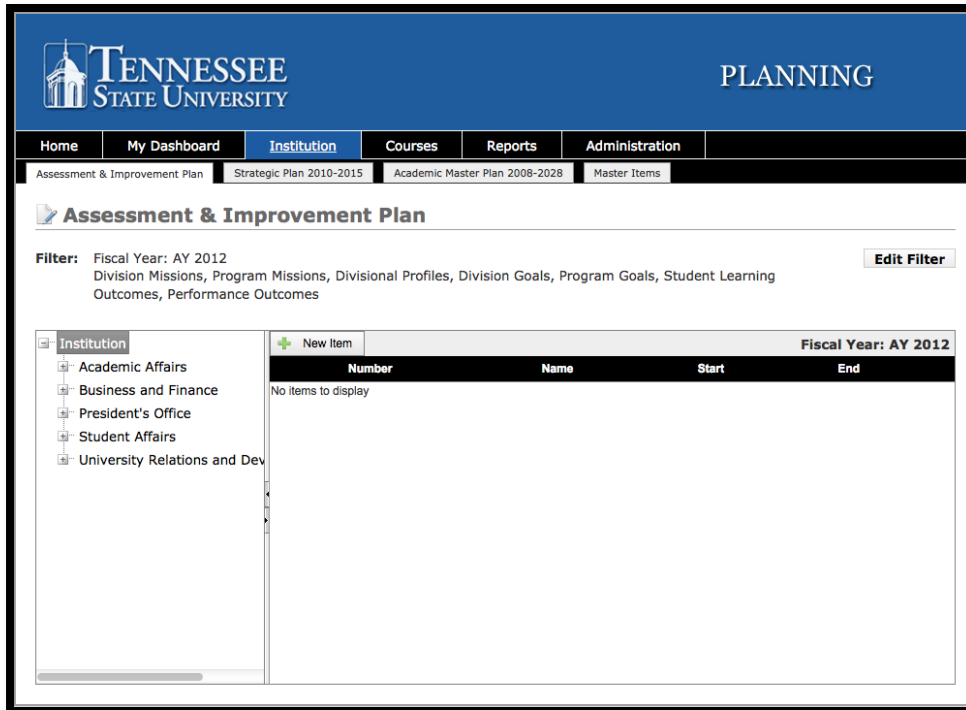 TENNESSEE
STATE UNIVERSITY
PLANNING
Home My Dashboard Institution Courses Reports Administration
Assessment & Improvement Plan Strategic Plan 2010-2015 Academic Master Plan 2008-2028 Master Items
Assessment & Improvement Plan
Filter: Fiscal Year: AY 2012 Edit Filter
Division Missions, Program Missions, Divisional Profiles, Division Goals, Program Goals, Student Learning
Outcomes, Performance Outcomes
Institution
Academic Affairs
Business and Finance
President's Office
Student Affairs
University Relations and Dev
New Item Fiscal Year: AY 2012
Number Name Start End
No items to display